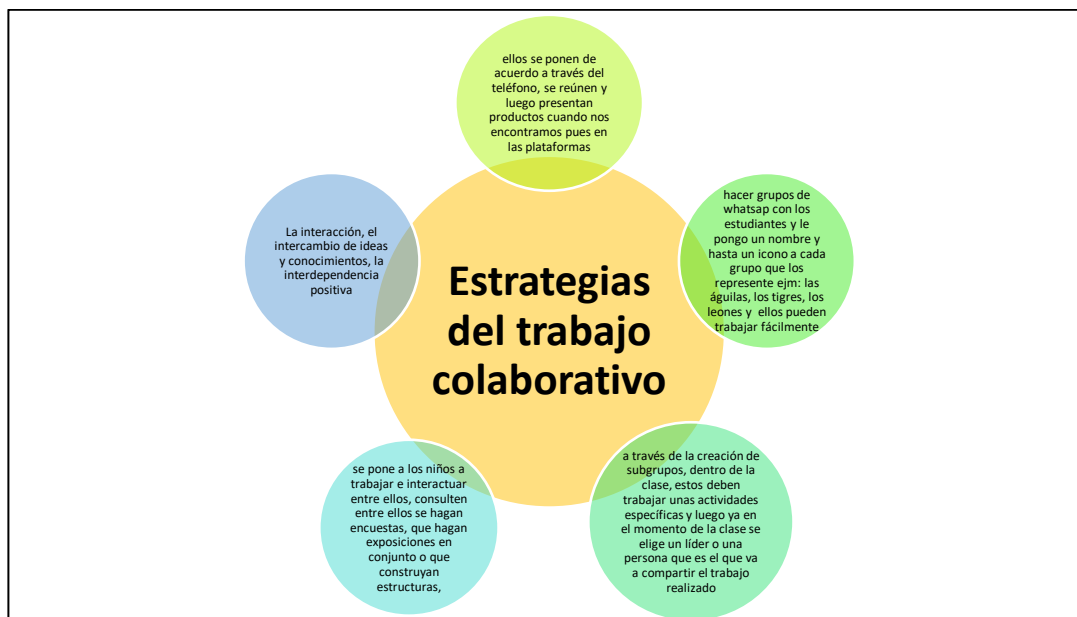 ellos se ponen de
acuerdo a través del
teléfono, se reúnen y
luego presentan
productos cuando nos
encontramos pues en
las plataformas
hacer grupos de
whatsap con los
estudiantes y le
pongo un nombre y
hasta un icono a cada
grupo que los
represente ejm: las
águilas, los tigres, los
leones y ellos pueden
trabajar fácilmente
a través de la creación de
subgrupos, dentro de la
clase, estos deben
trabajar unas actividades
específicas y luego ya en
el momento de la clase se
elige un líder o una
persona que es el que va
a compartir el trabajo
realizado
se pone a los niños a
trabajar e interactuar
entre ellos, consulten
entre ellos se hagan
encuestas, que hagan
exposiciones en
conjunto o que
construyan
estructuras,
La interacción, el
intercambio de ideas
y conocimientos, la
interdependencia
positiva
Estrategias
del trabajo
colaborativo